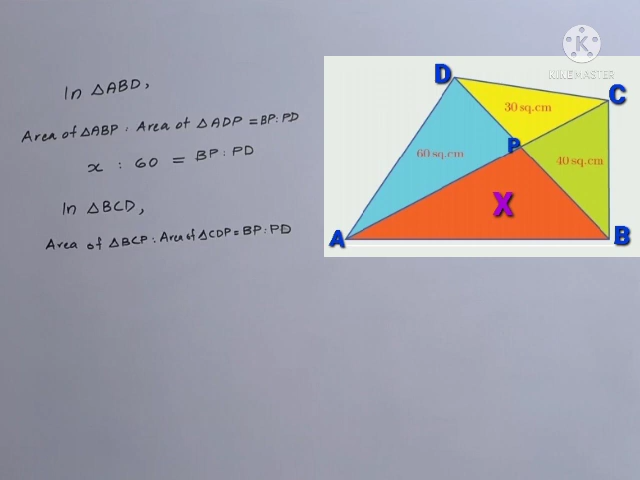 In △ABD,
Area of △ABP : Area of △ADP = BP : PD
x : 60 = BP : PD
In △BCD,
Area of △BCP : Area of △CDP = BP : PD
KINEMASTER
D
C
30 sq.cm
P
60 sq.cm
40 sq.cm
X
A
B